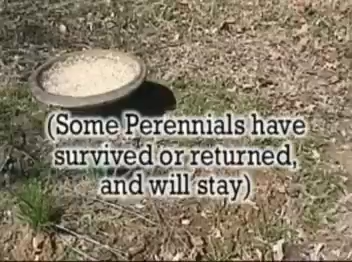 (Some Perennials have
survived or returned,
and will stay)